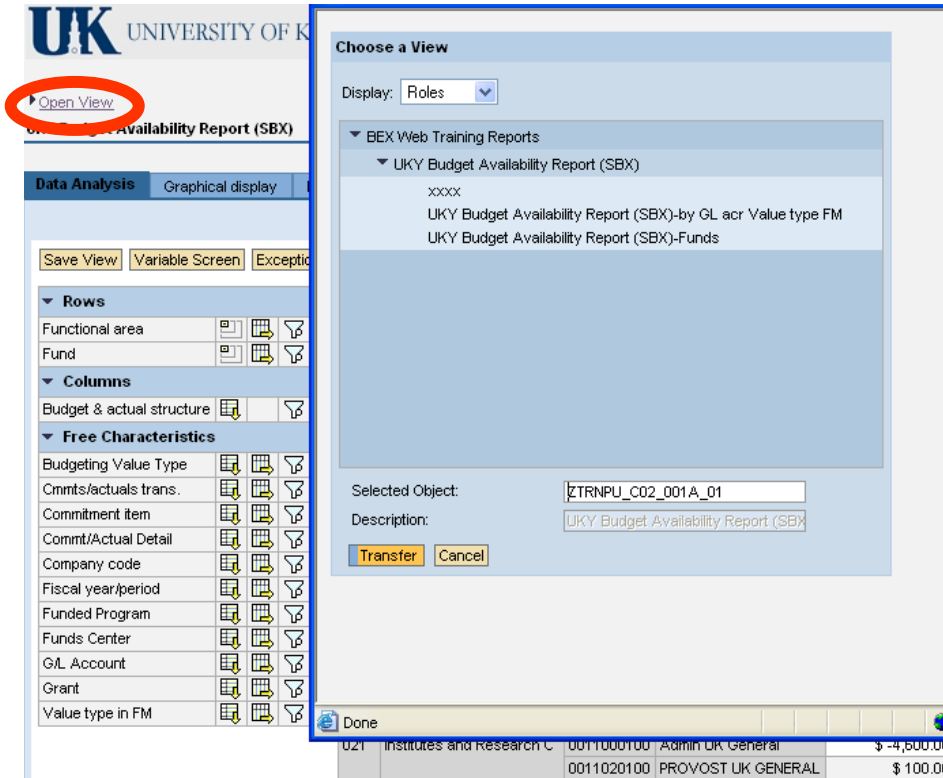 UK UNIVERSITY OF K
Open View
Availability Report (SBX)
Data Analysis Graphical display
Save View Variable Screen Exceptic
Rows
Functional area
Fund
Columns
Budget & actual structure
Free Characteristics
Budgeting Value Type
Cmmts/actuals trans.
Commitment item
Commt/Actual Detail
Company code
Fiscal year/period
Funded Program
Funds Center
G/L Account
Grant
Value type in FM
Choose a View
Display: Roles
BEX Web Training Reports
UKY Budget Availability Report (SBX)
xxxx
UKY Budget Availability Report (SBX)-by GL acr Value type FM
UKY Budget Availability Report (SBX)-Funds
Selected Object: ZTRNPU_C02_001A_01
Description: UKY Budget Availability Report (SBX
Transfer Cancel
Done
021 Institutes and Research C 0011000100 Admin UK General $ -4,600.00
0011020100 PROVOST UK GENERAL $ 100.00